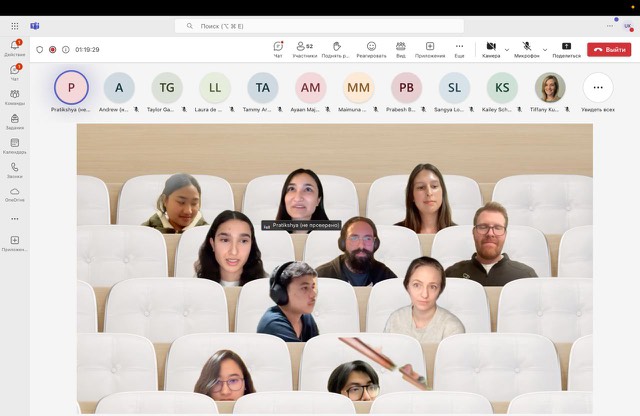 Поиск (⌥ ⌘ E)
UK
01:19:29
Чат
52
Участники
Поднять р...
Реагировать
Вид
Приложения
Еще
Камера
Микрофон
Поделиться
Выйти
Действие
Чат
Команды
Задания
Календарь
Звонки
OneDrive
Приложен...
P
A
TG
LL
TA
AM
MM
PB
SL
KS
Pratikshya (не...
Andrew (н...
Taylor Ga...
Laura de ...
Tammy Ar...
Ayaan Maj...
Maimuna ...
Prabesh B...
Sangya Lo...
Kailey Sch...
Tiffany Ku...
Увидеть всех
Pratikshya (не проверено)